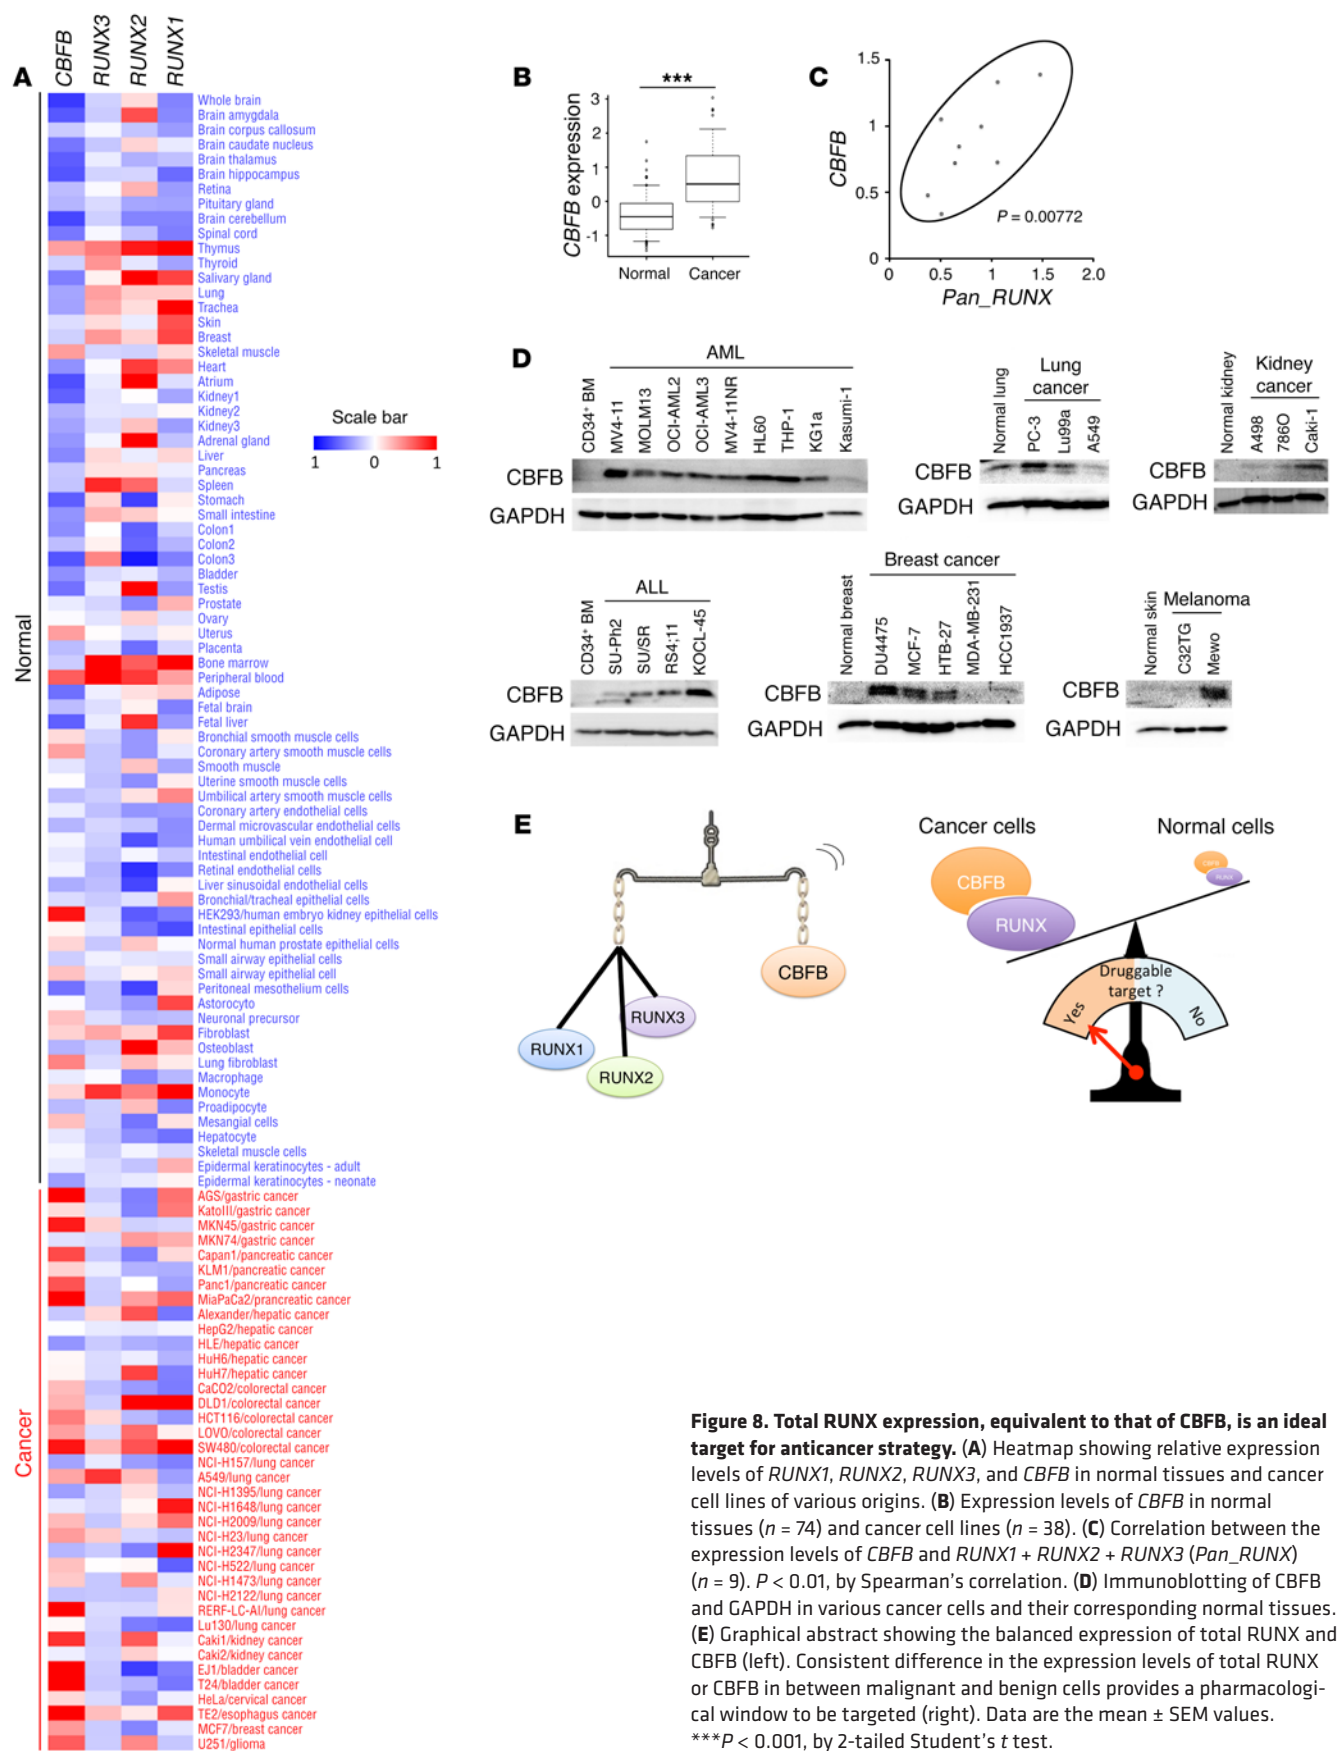 A
CBFB
RUNX3
RUNX2
RUNX1
Normal
Whole brain
Brain amygdala
Brain corpus callosum
Brain caudate nucleus
Brain thalamus
Brain hippocampus
Retina
Pituitary gland
Brain cerebellum
Spinal cord
Thymus
Thyroid
Salivary gland
Lung
Trachea
Skin
Breast
Skeletal muscle
Heart
Atrium
Kidney1
Kidney2
Kidney3
Adrenal gland
Liver
Pancreas
Spleen
Stomach
Small intestine
Colon1
Colon2
Colon3
Bladder
Testis
Prostate
Ovary
Uterus
Placenta
Bone marrow
Peripheral blood
Adipose
Fetal brain
Fetal liver
Bronchial smooth muscle cells
Coronary artery smooth muscle cells
Smooth muscle
Uterine smooth muscle cells
Umbilical artery smooth muscle cells
Coronary artery endothelial cells
Dermal microvascular endothelial cells
Human umbilical vein endothelial cell
Intestinal endothelial cell
Retinal endothelial cells
Liver sinusoidal endothelial cells
Bronchial/tracheal epithelial cells
HEK293/human embryo kidney epithelial cells
Intestinal epithelial cells
Normal human prostate epithelial cells
Small airway epithelial cells
Small airway epithelial cell
Peritoneal mesothelium cells
Astorocyto
Neuronal precursor
Fibroblast
Osteoblast
Lung fibroblast
Macrophage
Monocyte
Proadipocyte
Mesangial cells
Hepatocyte
Skeletal muscle cells
Epidermal keratinocytes - adult
Epidermal keratinocytes - neonate
Cancer
AGS/gastric cancer
KatoIII/gastric cancer
MKN45/gastric cancer
MKN74/gastric cancer
Capan1/pancreatic cancer
KLM1/pancreatic cancer
Panc1/pancreatic cancer
MiaPaCa2/prancreatic cancer
Alexander/hepatic cancer
HepG2/hepatic cancer
HLE/hepatic cancer
HuH6/hepatic cancer
HuH7/hepatic cancer
CaCO2/colorectal cancer
DLD1/colorectal cancer
HCT116/colorectal cancer
LOVO/colorectal cancer
SW480/colorectal cancer
NCI-H157/lung cancer
A549/lung cancer
NCI-H1395/lung cancer
NCI-H1648/lung cancer
NCI-H2009/lung cancer
NCI-H23/lung cancer
NCI-H2347/lung cancer
NCI-H522/lung cancer
NCI-H1473/lung cancer
NCI-H2122/lung cancer
RERF-LC-AI/lung cancer
Lu130/lung cancer
Caki1/kidney cancer
Caki2/kidney cancer
EJ1/bladder cancer
T24/bladder cancer
HeLa/cervical cancer
TE2/esophagus cancer
MCF7/breast cancer
U251/glioma
Scale bar
1 0 1
B
***
CBFB expression
3
2
1
0
-1
Normal Cancer
C
CBFB
1.5
1
0.5
0
P = 0.00772
0 0.5 1 1.5 2.0
Pan_RUNX
D
AML
CD34+ BM
MV4-11
MOLM13
OCI-AML2
OCI-AML3
MV4-11NR
HL60
THP-1
KG1a
Kasumi-1
CBFB
GAPDH
Lung cancer
Normal lung
PC-3
Lu99a
A549
CBFB
GAPDH
Kidney cancer
Normal kidney
A498
786O
Caki-1
CBFB
GAPDH
ALL
CD34+ BM
SU-Ph2
SU/SR
RS4;11
KOCL-45
CBFB
GAPDH
Breast cancer
Normal breast
DU4475
MCF-7
HTB-27
MDA-MB-231
HCC1937
CBFB
GAPDH
Melanoma
Normal skin
C32TG
Mewo
CBFB
GAPDH
E
RUNX1
RUNX2
RUNX3
CBFB
Cancer cells
Normal cells
CBFB
RUNX
CBFB
RUNX
Druggable
target ?
Yes
No
Figure 8. Total RUNX expression, equivalent to that of CBFB, is an ideal
target for anticancer strategy. (A) Heatmap showing relative expression
levels of RUNX1, RUNX2, RUNX3, and CBFB in normal tissues and cancer
cell lines of various origins. (B) Expression levels of CBFB in normal
tissues (n = 74) and cancer cell lines (n = 38). (C) Correlation between the
expression levels of CBFB and RUNX1 + RUNX2 + RUNX3 (Pan_RUNX)
(n = 9). P < 0.01, by Spearman's correlation. (D) Immunoblotting of CBFB
and GAPDH in various cancer cells and their corresponding normal tissues.
(E) Graphical abstract showing the balanced expression of total RUNX and
CBFB (left). Consistent difference in the expression levels of total RUNX
or CBFB in between malignant and benign cells provides a pharmacologi-
cal window to be targeted (right). Data are the mean ± SEM values.
***P < 0.001, by 2-tailed Student's t test.